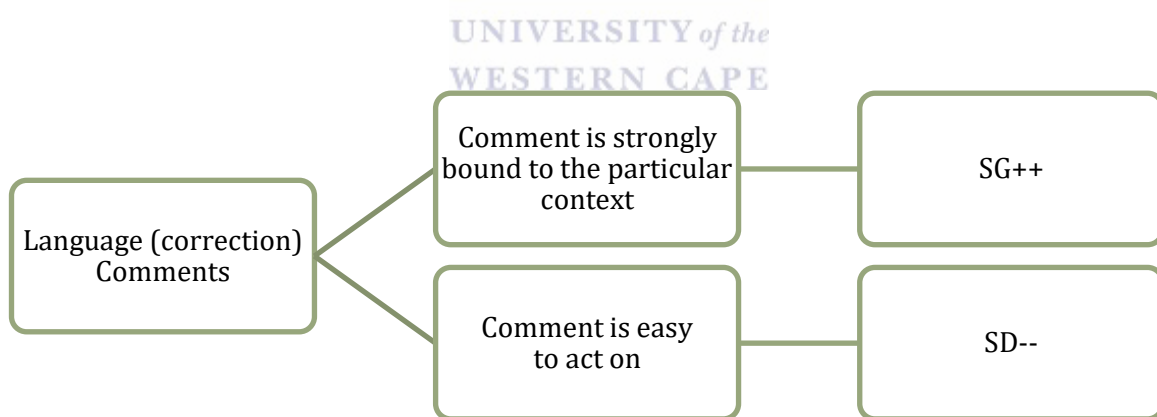 UNIVERSITY of the
WESTERN CAPE
Comment is strongly
bound to the particular
context
SG++
Language (correction)
Comments
Comment is easy
to act on
SD--